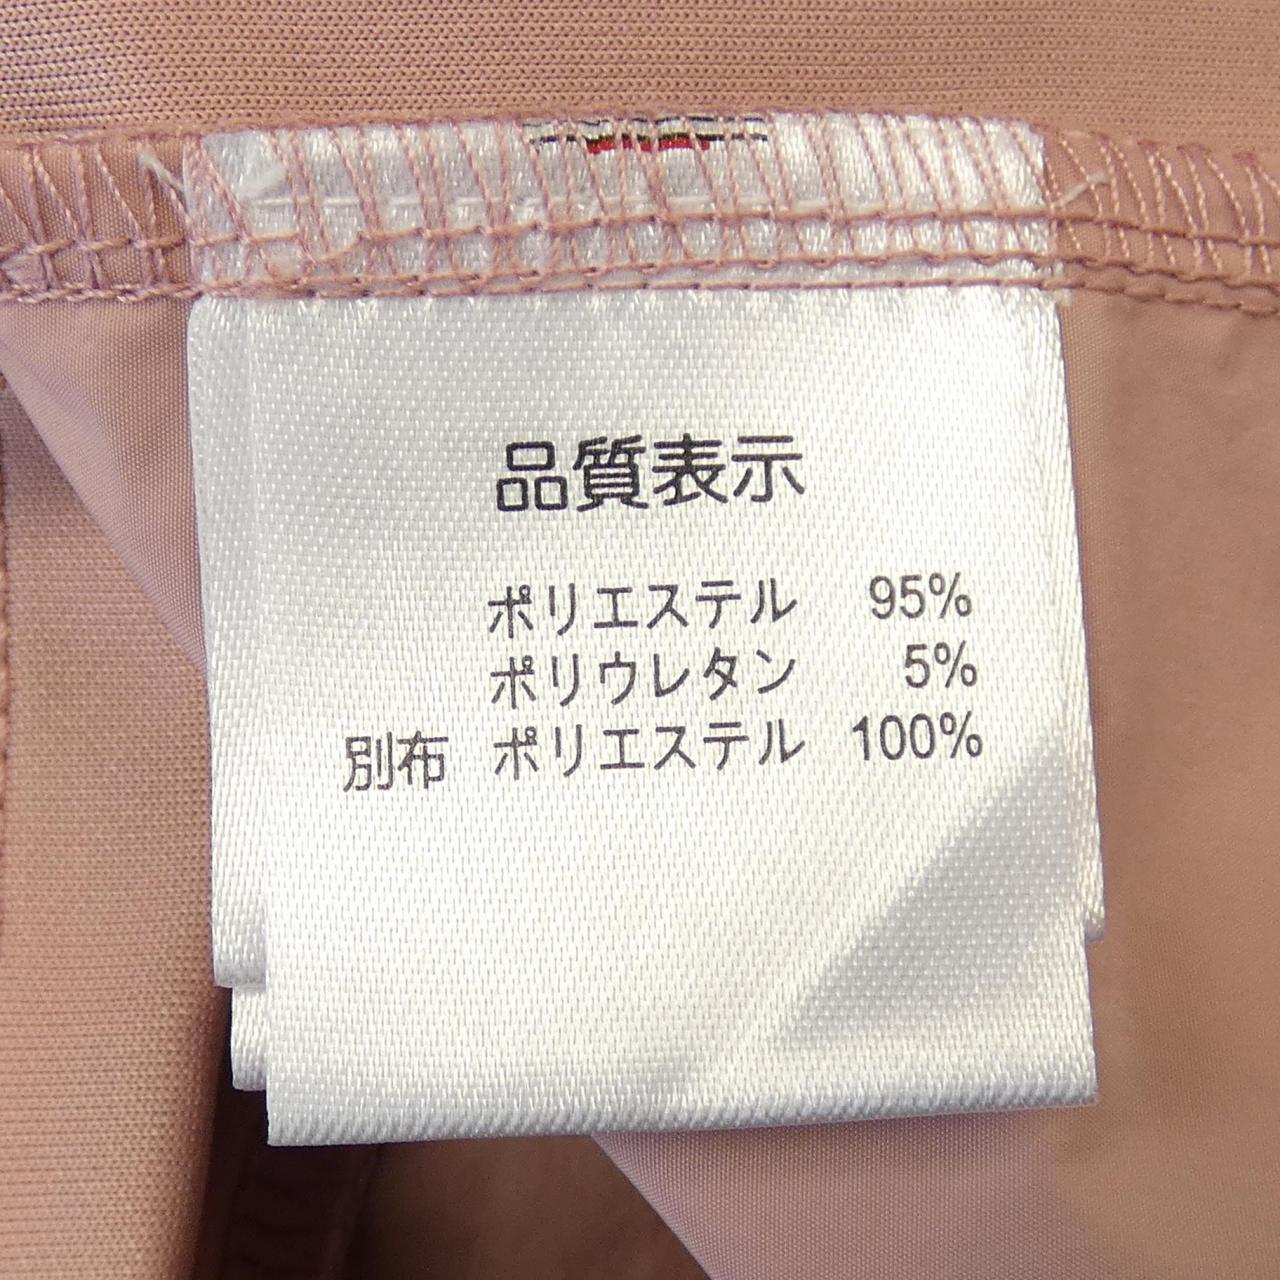 品質表示
ポリエステル 95%
ポリウレタン 5%
別布 ポリエステル 100%